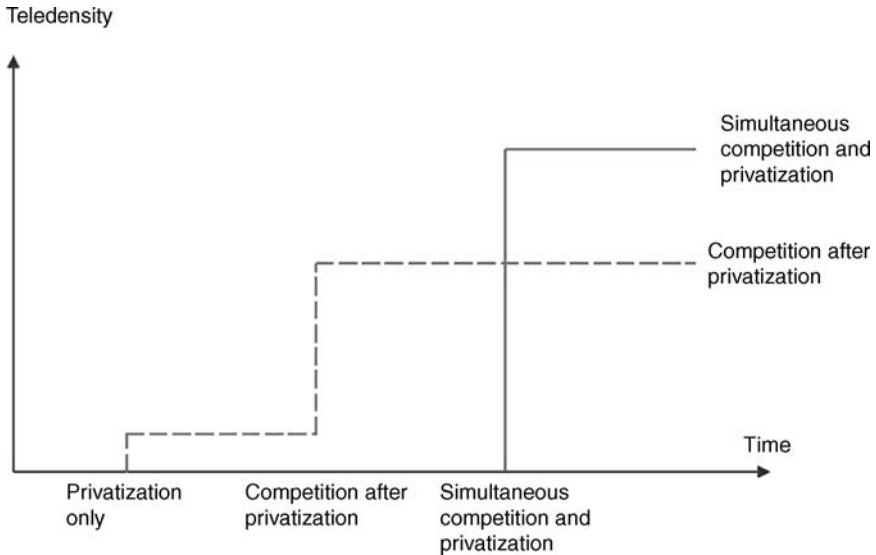 Teledensity
Simultaneous
competition and
privatization
Competition after
privatization
Time
Privatization
only
Competition after
privatization
Simultaneous
competition and
privatization